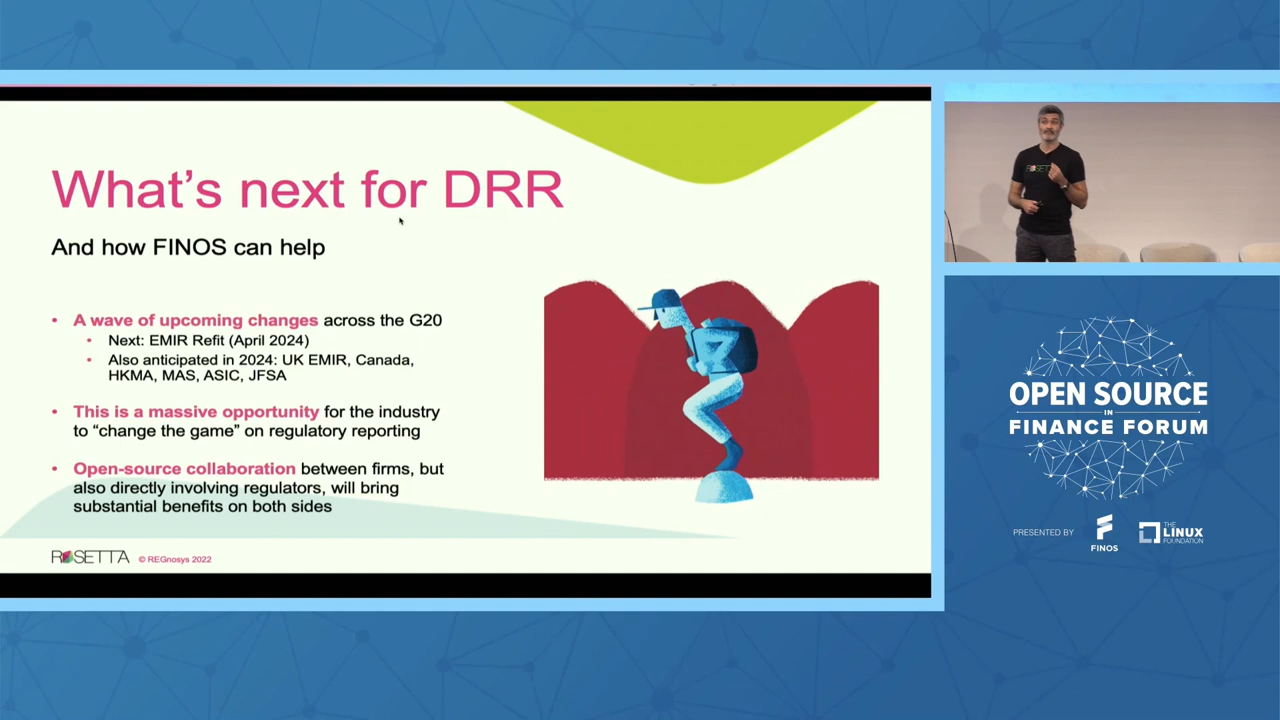 What's next for DRR
And how FINOS can help
• A wave of upcoming changes across the G20
• Next: EMIR Refit (April 2024)
• Also anticipated in 2024: UK EMIR, Canada,
HKMA, MAS, ASIC, JFSA
• This is a massive opportunity for the industry
to “change the game” on regulatory reporting
• Open-source collaboration between firms, but
also directly involving regulators, will bring
substantial benefits on both sides
ROSETTA © REGnosys 2022
ROSETTA
OPEN SOURCE
IN
FINANCE FORUM
PRESENTED BY
FINOS
THE
LINUX
FOUNDATION